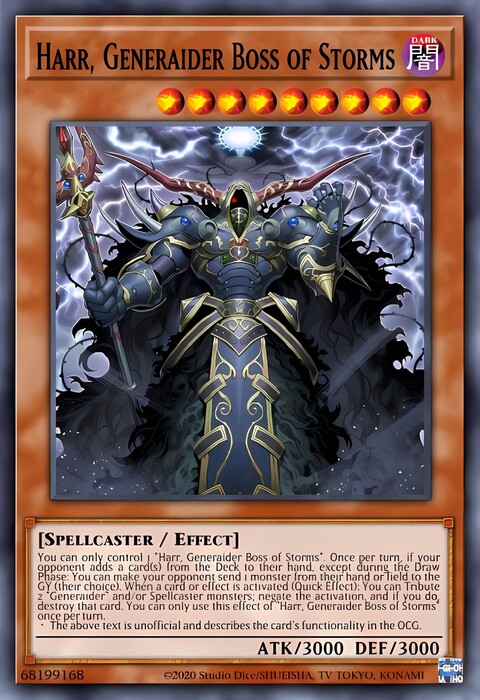 Harr, Generaider Boss of Storms
DARK
闇
[Spellcaster / Effect]
You can only control 1 "Harr, Generaider Boss of Storms". Once per turn, if your
opponent adds a card(s) from the Deck to their hand, except during the Draw
Phase: You can make your opponent send 1 monster from their hand or field to the
GY (their choice). When a card or effect is activated (Quick Effect): You can Tribute
2 "Generaider" and/or Spellcaster monsters; negate the activation, and if you do,
destroy that card. You can only use this effect of "Harr, Generaider Boss of Storms"
once per turn.
* The above text is unofficial and describes the card's functionality in the OCG.
ATK/3000 DEF/3000
68199168
©2020 Studio Dice/SHUEISHA, TV TOKYO, KONAMI